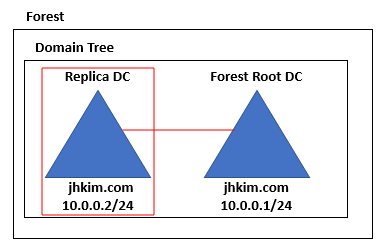 Forest
Domain Tree
Replica DC
Forest Root DC
jhkim.com
10.0.0.2/24
jhkim.com
10.0.0.1/24